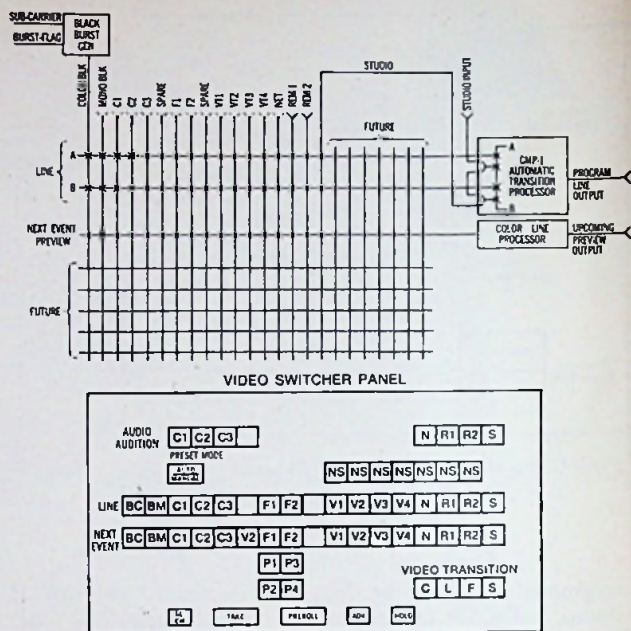 SUB-CARRIER
BURST-FLAG
BLACK
BURST
GEN
COLOR BLK
MONO BLK
C1
C2
C3
SPARE
F1
F2
SPARE
VT1
VT2
VT3
VT4
NET
REM 1
REM 2
STUDIO
STUDIO INPUT
FUTURE
LINE
A
B
A
CMP-1
AUTOMATIC
TRANSITION
PROCESSOR
B
PROGRAM
LINE
OUTPUT
NEXT EVENT
PREVIEW
COLOR LINE
PROCESSOR
UPCOMING
PREVIEW
OUTPUT
FUTURE
VIDEO SWITCHER PANEL
AUDIO
AUDITION
C1 C2 C3 N R1 R2 S
PRESET MODE
AUTO
MANUAL
NS NS NS NS NS NS NS
LINE BC BM C1 C2 C3 F1 F2 V1 V2 V3 V4 N R1 R2 S
NEXT
EVENT
BC BM C1 C2 C3 V2 F1 F2 V1 V2 V3 V4 N R1 R2 S
P1 P3
P2 P4
VIDEO TRANSITION
C L F S
TAKE PREROLL ADV HOLD